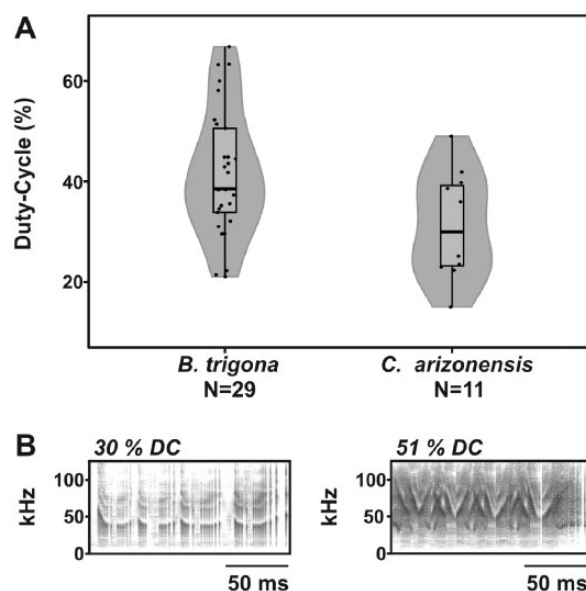 A
Duty-Cycle (%)
60
40
20
B. trigona
N=29
C. arizonensis
N=11
B
30 % DC
51 % DC
kHz
100
50
0
50 ms
kHz
100
50
0
50 ms